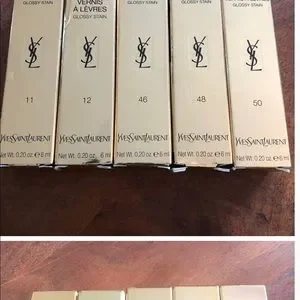 GLOSSY STAIN
VERNIS
À LÈVRES
GLOSSY STAIN
GLOSSY STAIN
GLOSSY STAIN
GLOSSY STAIN
YSL YSL YSL YSL YSL
11 12 46 48 50
YVESSAINTLAURENT YVESSAINTLAURENT YVESSAINTLAURENT YVESSAINTLAURENT YVESSAINTLAURENT
Net Wt. 0.20 oz.℮6 ml Net Wt. 0.20 oz. 6 ml Net Wt. 0.20 oz.℮6 ml Net Wt. 0.20 oz.℮6 ml Net Wt. 0.20 oz.℮6 ml